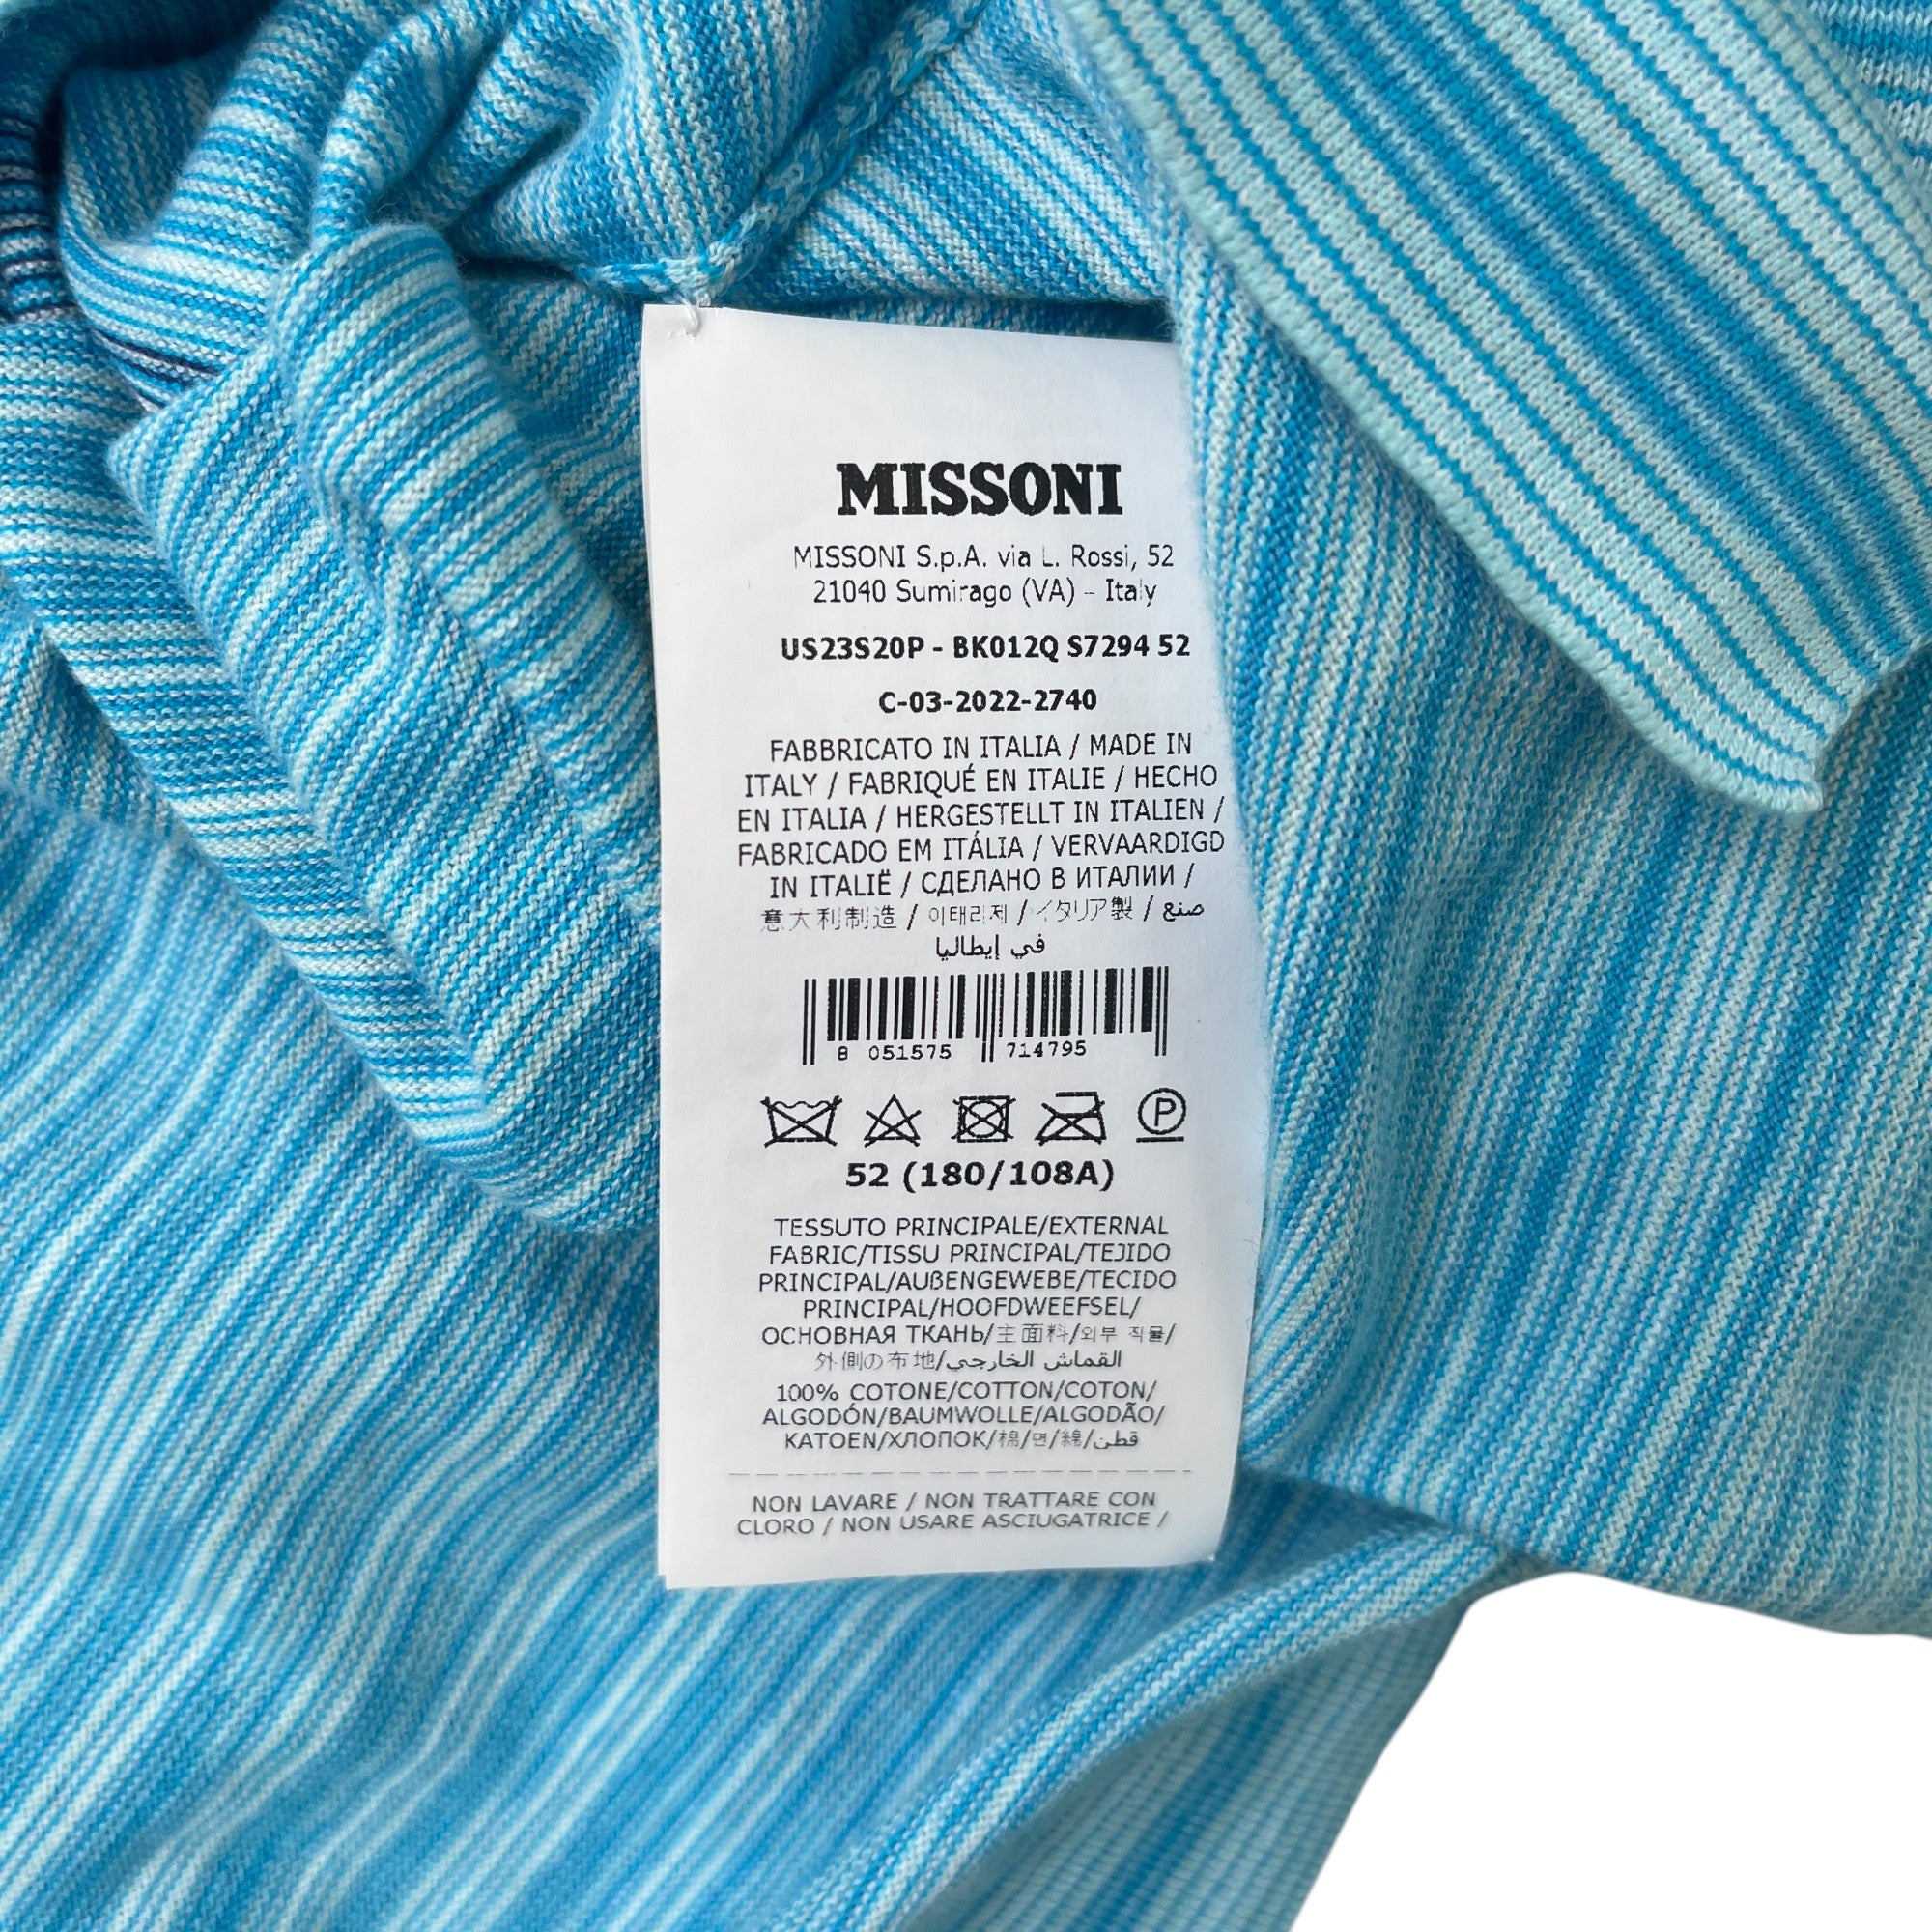 MISSONI
MISSONI S.p.A. via L. Rossi, 52
21040 Sumirago (VA) - Italy
US23S20P - BK012Q S7294 52
C-03-2022-2740
FABBRICATO IN ITALIA / MADE IN
ITALY / FABRIQUÉ EN ITALIE / HECHO
EN ITALIA / HERGESTELLT IN ITALIEN /
FABRICADO EM ITÁLIA / VERVAARDIGD
IN ITALIË / СДЕЛАНО В ИТАЛИИ /
意大利制造 / 이태리제 / イタリア製 / صنع
في إيطاليا
8 051575 714795
P
52 (180/108A)
TESSUTO PRINCIPALE/EXTERNAL
FABRIC/TISSU PRINCIPAL/TEJIDO
PRINCIPAL/AUßENGEWEBE/TECIDO
PRINCIPAL/HOOFDWEEFSEL/
ОСНОВНАЯ ТКАНЬ/主面料/외부 직물/
外側の布地/القماش الخارجي
100% COTONE/COTTON/COTON/
ALGODÓN/BAUMWOLLE/ALGODÃO/
KATOEN/ХЛОПОК/棉/면/綿/قطن
NON LAVARE / NON TRATTARE CON
CLORO / NON USARE ASCIUGATRICE /